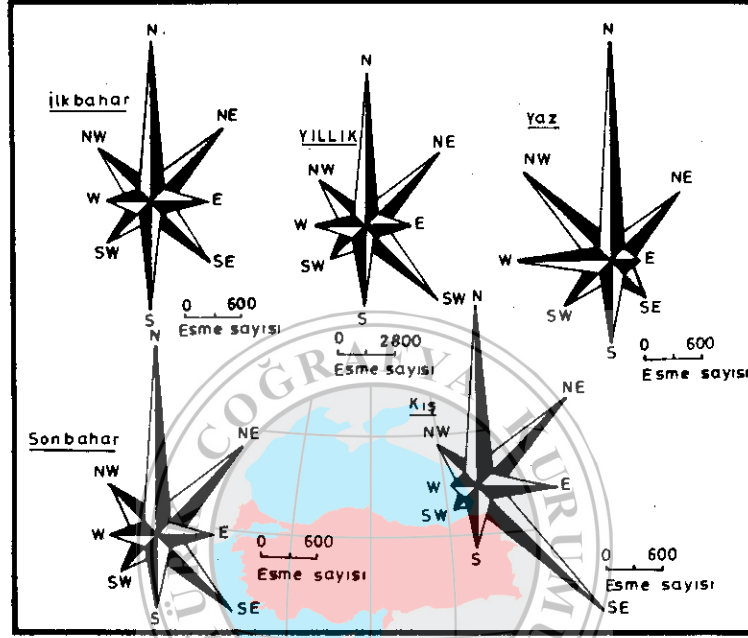 İlkbahar
N
NE
E
SE
S
SW
W
NW
0 600
Esme sayısı
YILLIK
N
NE
E
SW
S
SW
W
NW
0 2800
Esme sayısı
Yaz
N
NE
E
SE
S
SW
W
NW
0 600
Esme sayısı
Sonbahar
N
NE
E
SE
S
SW
W
NW
0 600
Esme sayısı
Kış
N
NE
E
SE
S
SW
W
NW
0 600
Esme sayısı
COĞRAFYA KURUMU